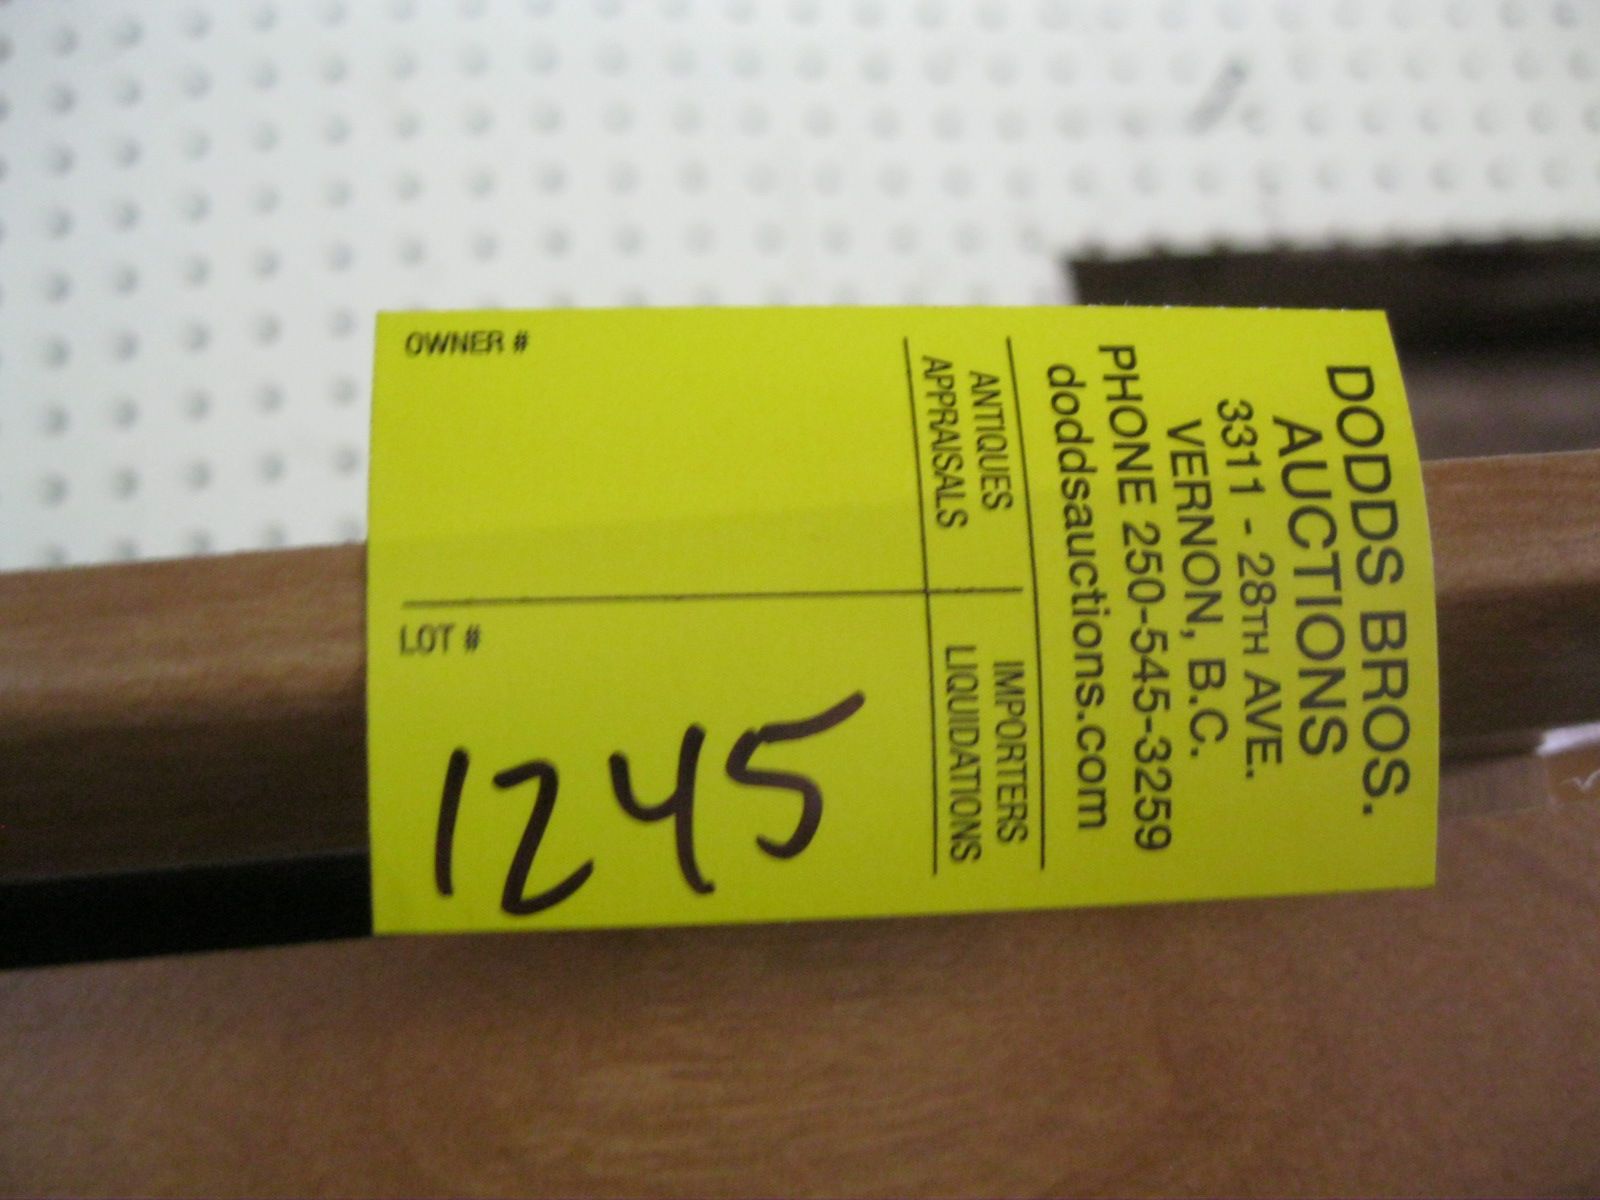 DODDS BROS.
AUCTIONS
3311 - 28TH AVE.
VERNON, B.C.
PHONE 250-545-3259
doddsauctions.com
ANTIQUES
APPRAISALS
IMPORTERS
LIQUIDATIONS
OWNER #
LOT #
1245